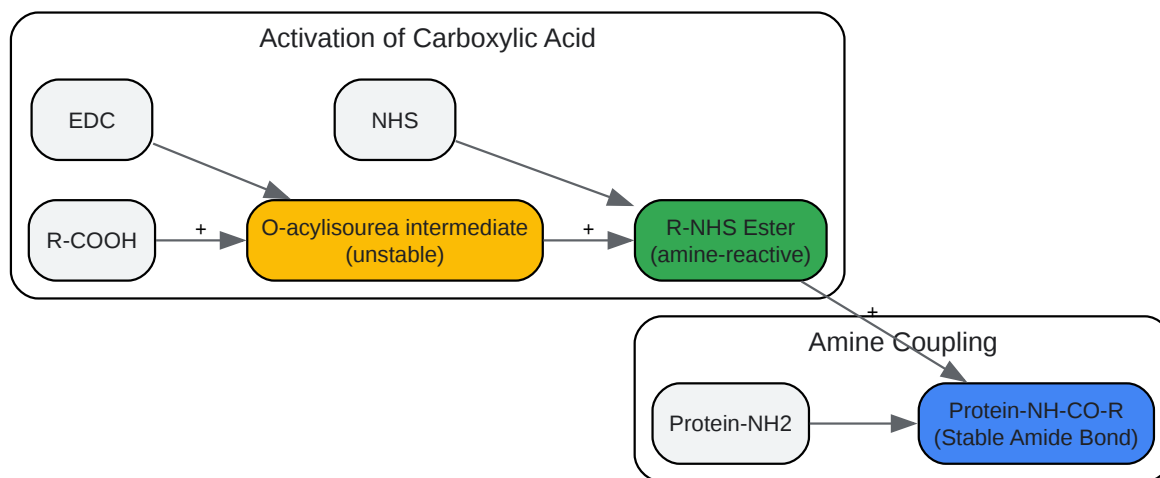 Activation of Carboxylic Acid
EDC
NHS
R-COOH
+
O-acylisourea intermediate
(unstable)
+
R-NHS Ester
(amine-reactive)
+
Amine Coupling
Protein-NH2
Protein-NH-CO-R
(Stable Amide Bond)